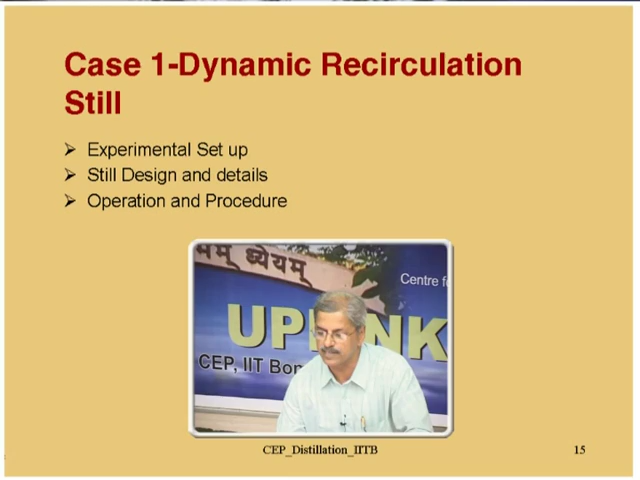 Case 1-Dynamic Recirculation
Still
➢ Experimental Set up
➢ Still Design and details
➢ Operation and Procedure
ध्येयम्
Centre
UP NK
CEP, IIT Bom
CEP_Distillation_IITB
15